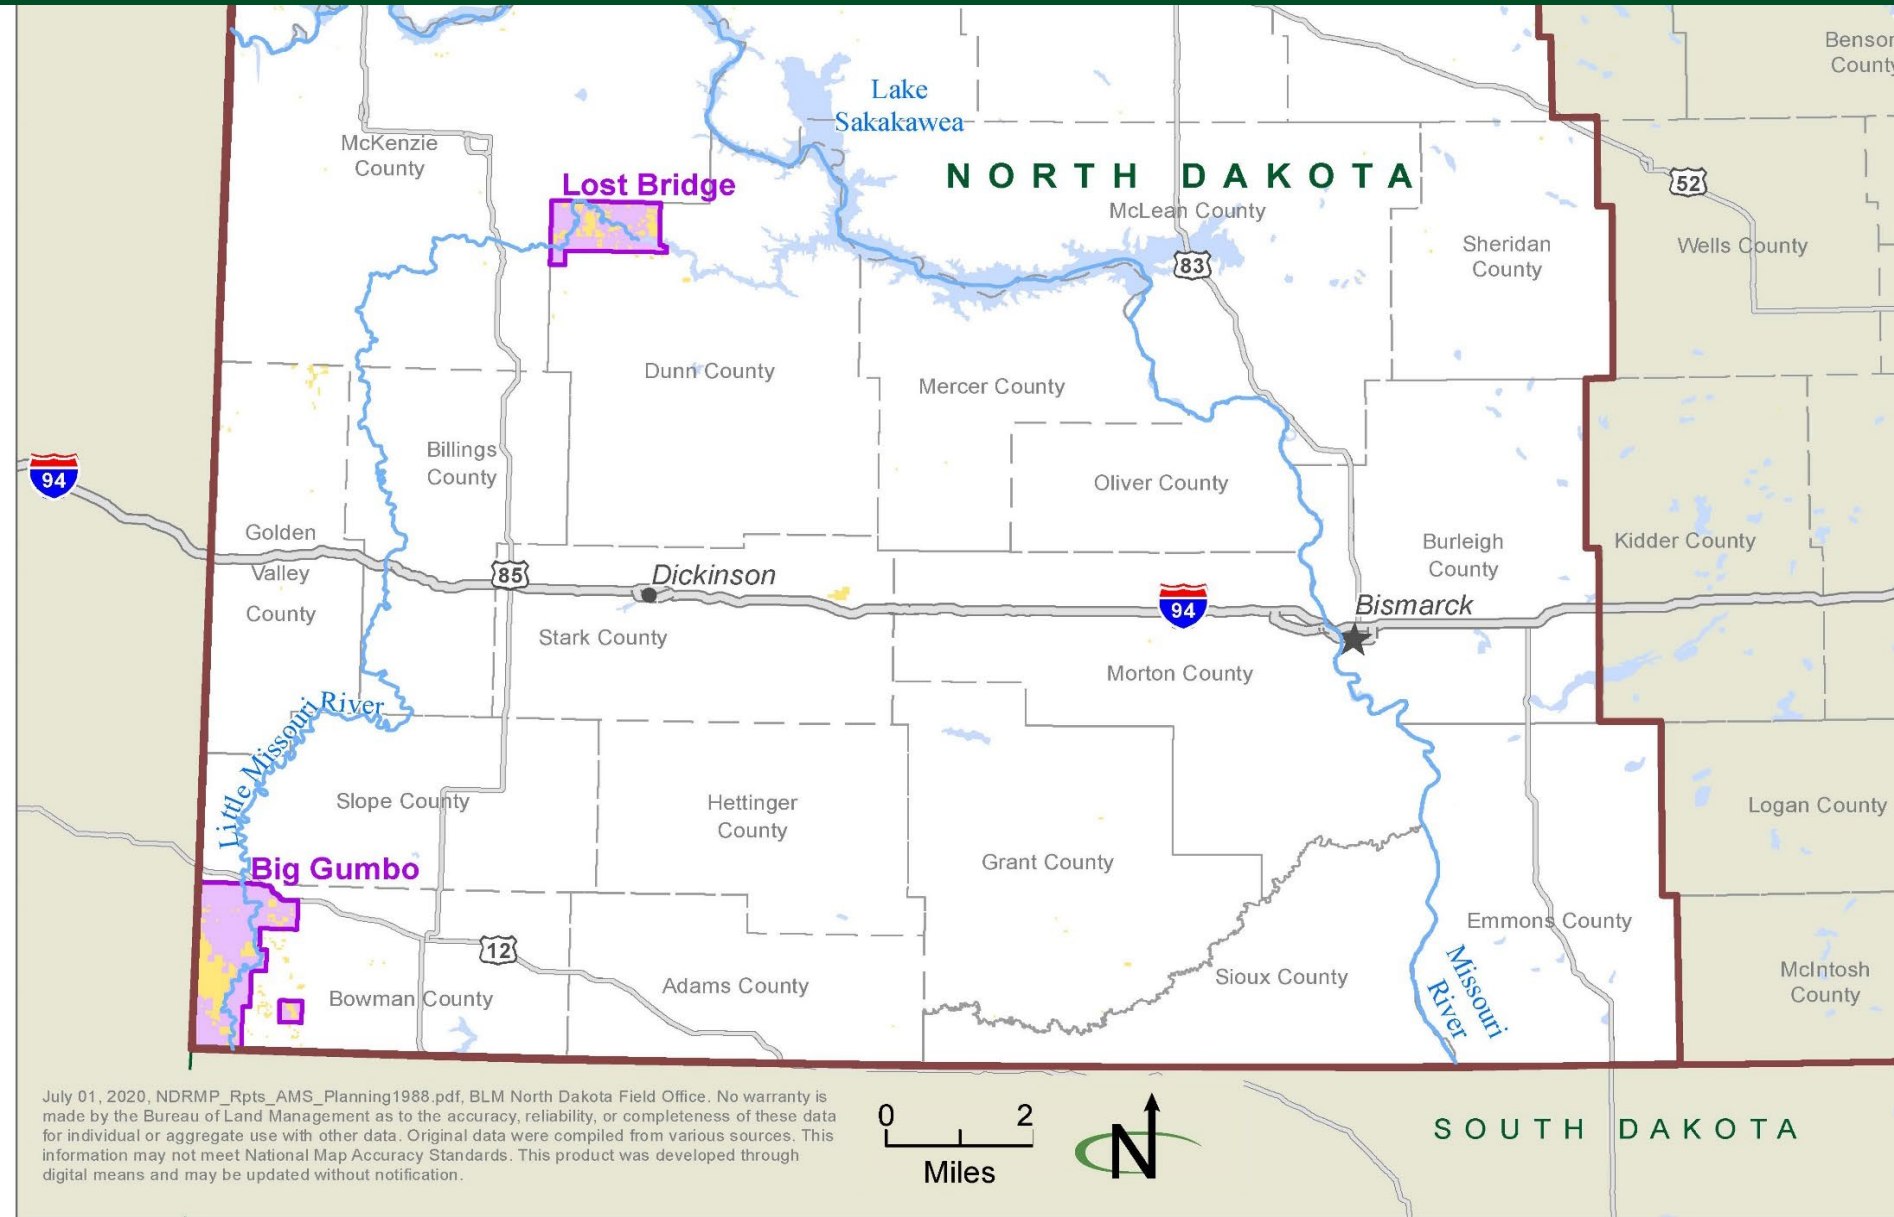 Benson
County
Lake
Sakakawea
McKenzie
County
Lost Bridge
NORTH DAKOTA
52
McLean County
Sheridan
County
Wells County
83
Dunn County
Mercer County
Billings
County
94
Oliver County
Golden
Valley
County
Burleigh
County
Kidder County
85
Dickinson
94
Bismarck
Stark County
Morton County
Little Missouri River
Slope County
Hettinger
County
Logan County
Big Gumbo
Grant County
Emmons County
12
Missouri
River
Bowman County
Adams County
Sioux County
McIntosh
County
July 01, 2020, NDRMP_Rpts_AMS_Planning1988.pdf, BLM North Dakota Field Office. No warranty is
made by the Bureau of Land Management as to the accuracy, reliability, or completeness of these data
for individual or aggregate use with other data. Original data were compiled from various sources. This
information may not meet National Map Accuracy Standards. This product was developed through
digital means and may be updated without notification.
0 2
Miles
N
SOUTH DAKOTA